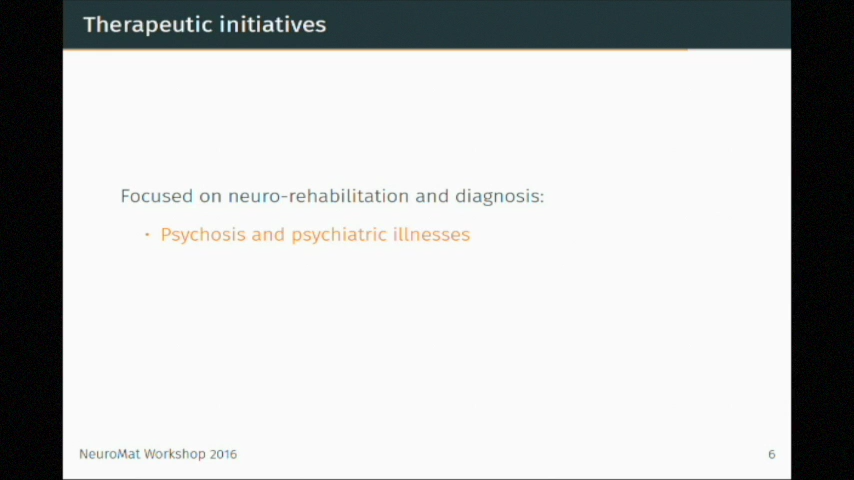 Therapeutic initiatives
Focused on neuro-rehabilitation and diagnosis:
· Psychosis and psychiatric illnesses
NeuroMat Workshop 2016
6